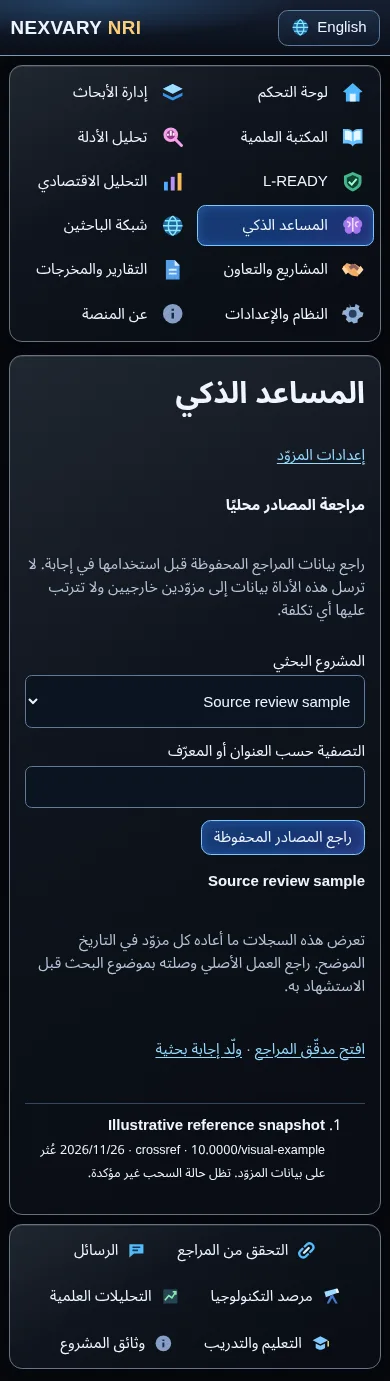 NEXVARY NRI
English
لوحة التحكم
إدارة الأبحاث
المكتبة العلمية
تحليل الأدلة
L-READY
التحليل الاقتصادي
المساعد الذكي
شبكة الباحثين
المشاريع والتعاون
التقارير والمخرجات
النظام والإعدادات
عن المنصة
المساعد الذكي
إعدادات المزوّد
مراجعة المصادر محليًا
راجع بيانات المراجع المحفوظة قبل استخدامها في إجابة. لا
ترسل هذه الأداة بيانات إلى مزوّدين خارجيين ولا تترتب
عليها أي تكلفة.
المشروع البحثي
Source review sample
التصفية حسب العنوان أو المعرّف
راجع المصادر المحفوظة
Source review sample
تعرض هذه السجلات ما أعاده كل مزوّد في التاريخ
الموضح. راجع العمل الأصلي وصلته بموضوع البحث قبل
الاستشهاد به.
افتح مدقّق المراجع · ولّد إجابة بحثية
1. Illustrative reference snapshot
10.0000/visual-example · crossref · 2026/11/26 عُثر
على بيانات المزوّد. تظل حالة السحب غير مؤكدة.
التحقق من المراجع
الرسائل
مرصد التكنولوجيا
التحليلات العلمية
التعليم والتدريب
وثائق المشروع